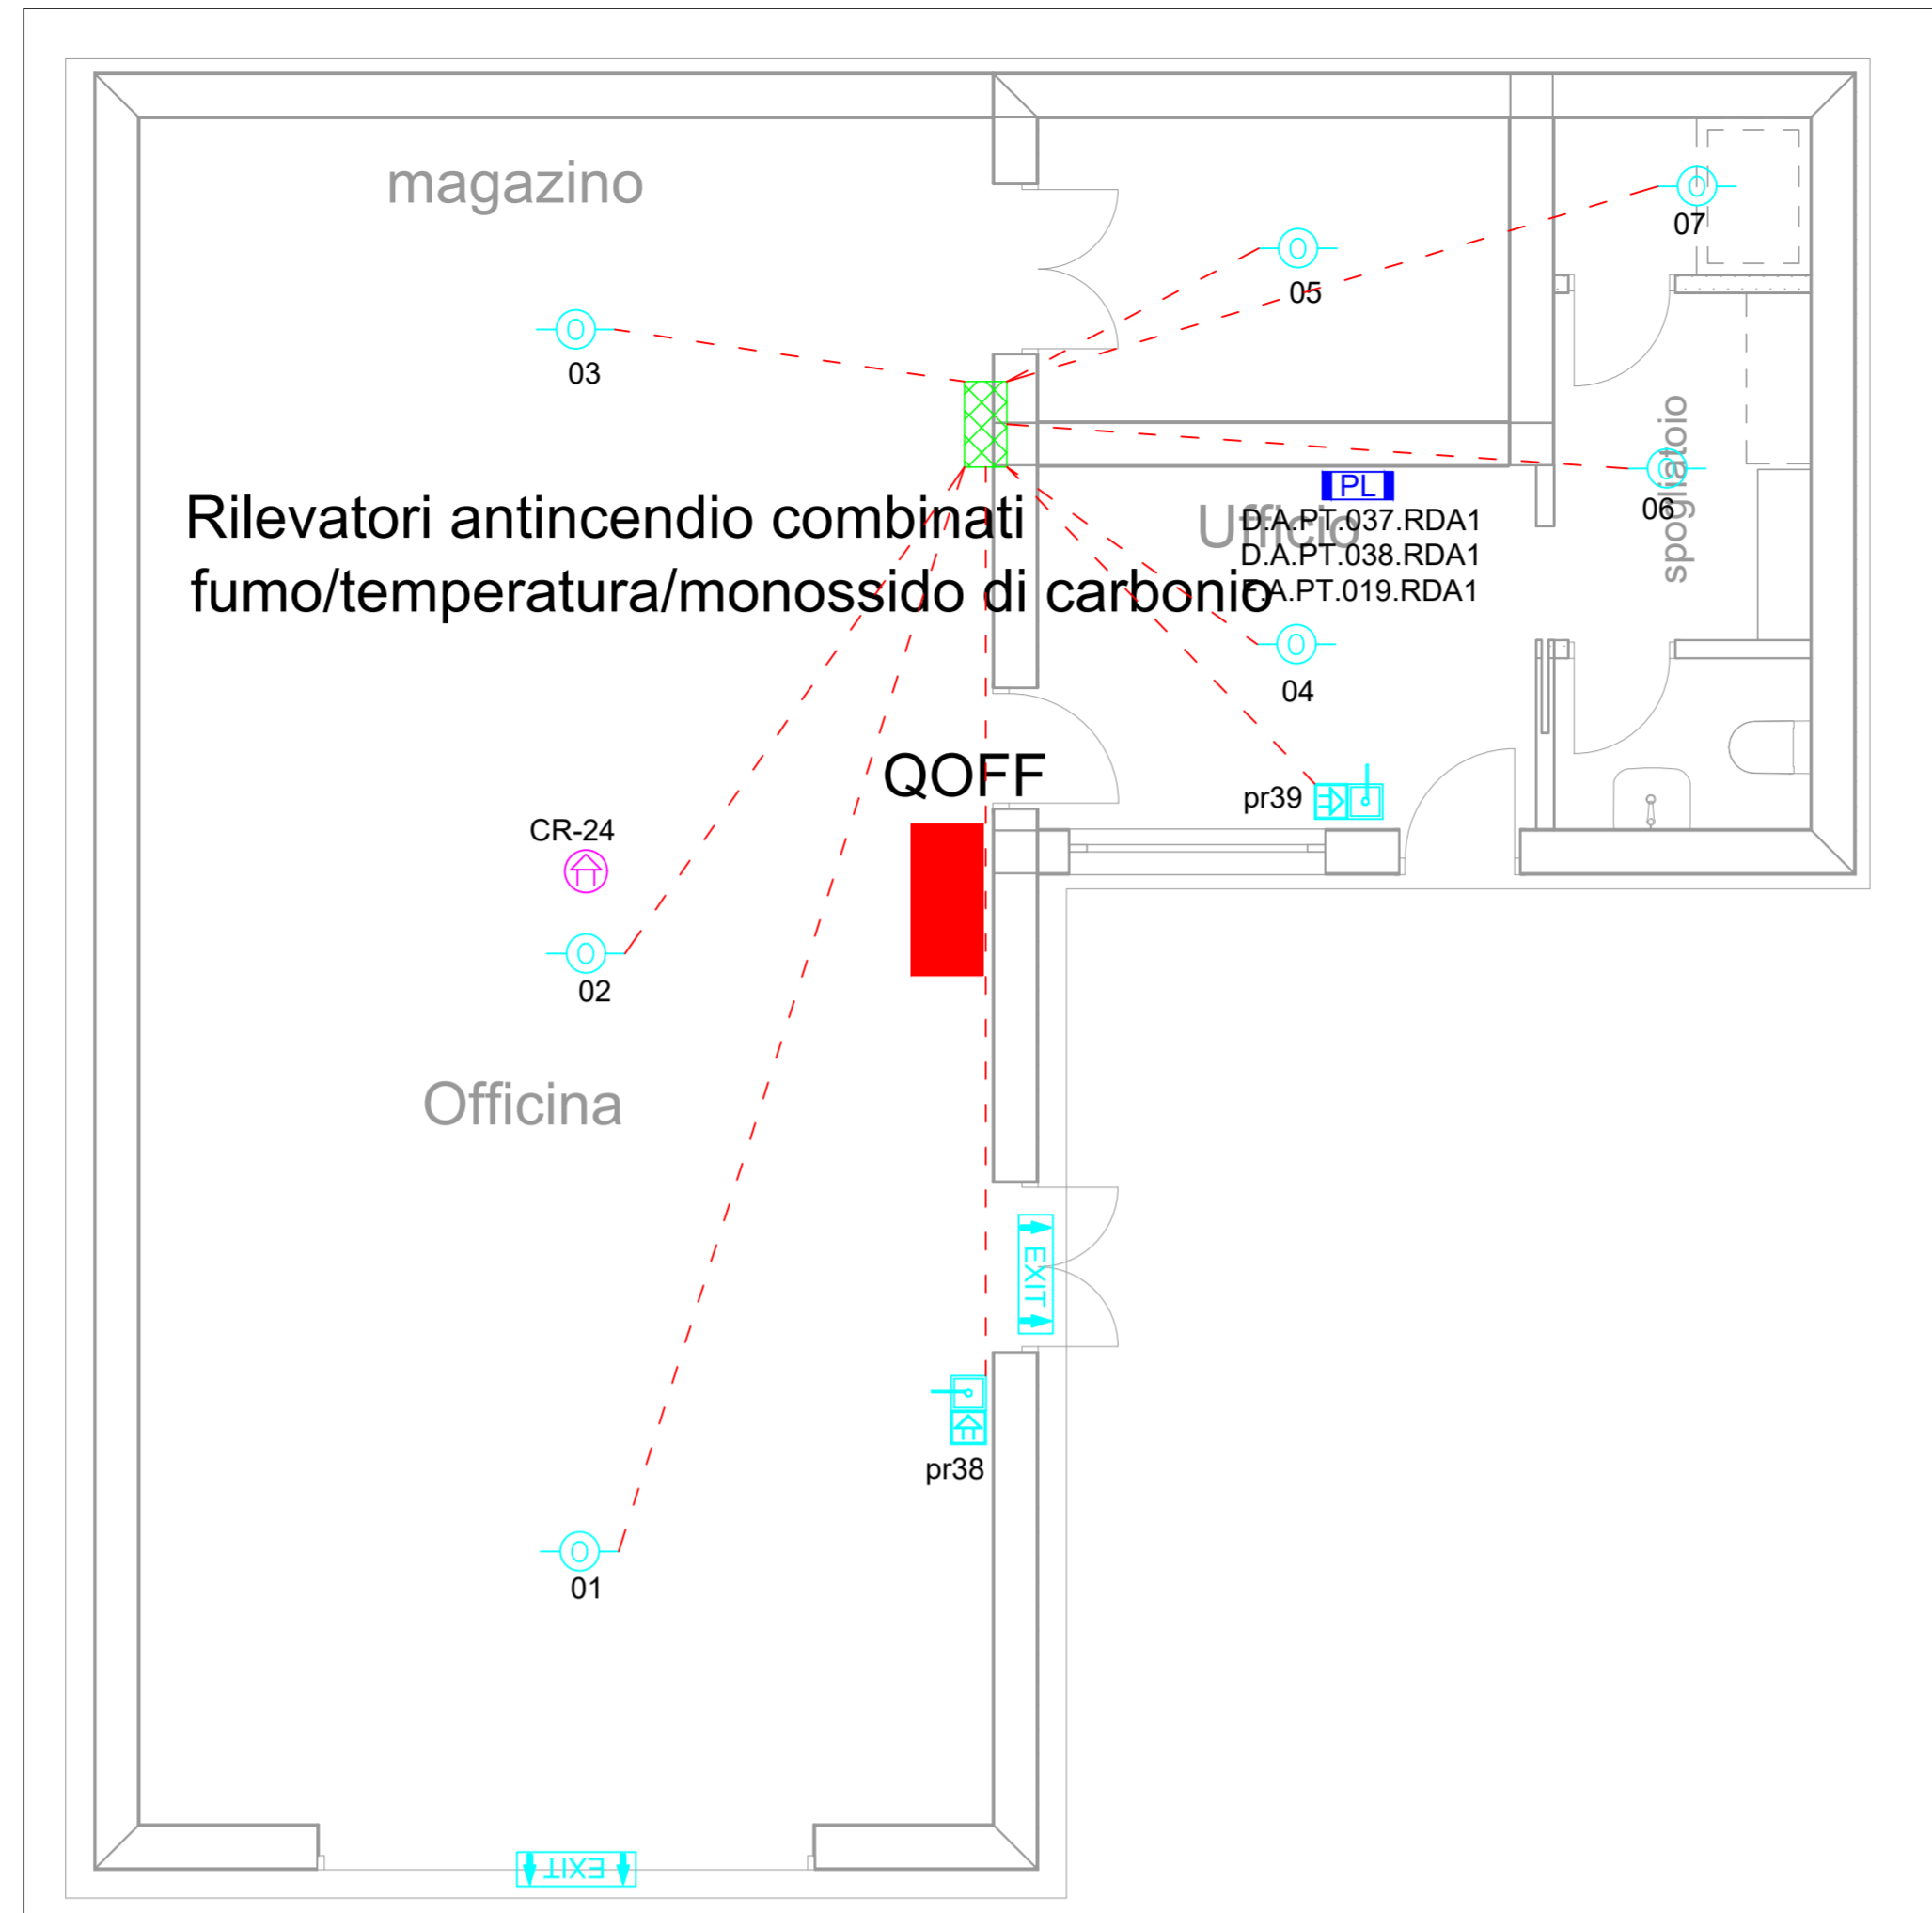 magazino
07
05
03
spogliatoio
PL
06
Rilevatori antincendio combinati
fumo/temperatura/monossido di carbonio
Ufficio
D.A.PT.037.RDA1
D.A.PT.038.RDA1
F.A.PT.019.RDA1
04
QOFF
pr39
CR-24
02
Officina
EXIT
pr38
01
EXIT